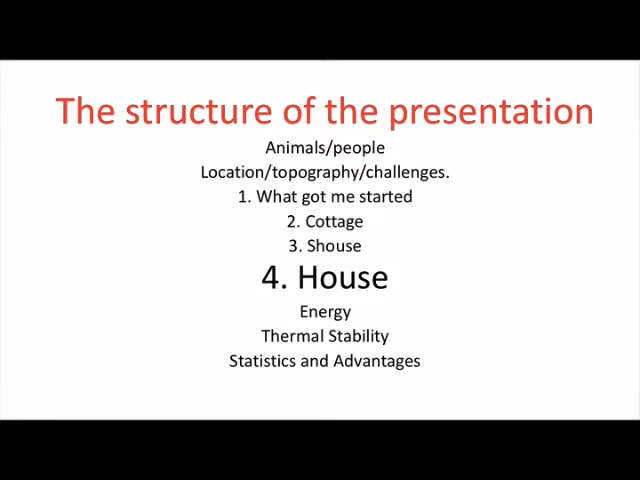 The structure of the presentation
Animals/people
Location/topography/challenges.
1. What got me started
2. Cottage
3. Shouse
4. House
Energy
Thermal Stability
Statistics and Advantages